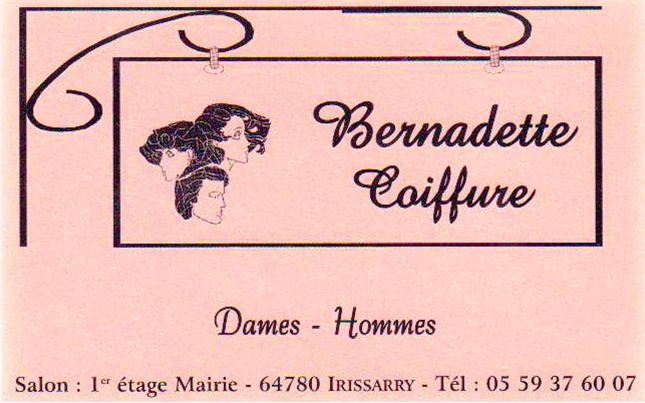 Bernadette
Coiffure
Dames - Hommes
Salon : 1er étage Mairie - 64780 IRISSARRY - Tél : 05 59 37 60 07